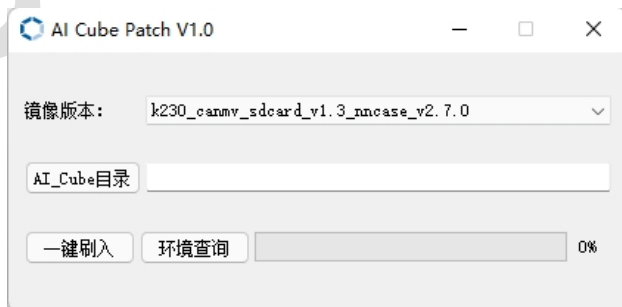 AI Cube Patch V1.0
镜像版本： k230_canmv_sdcard_v1.3_nncase_v2.7.0
AI_Cube目录
一键刷入 环境查询 0%